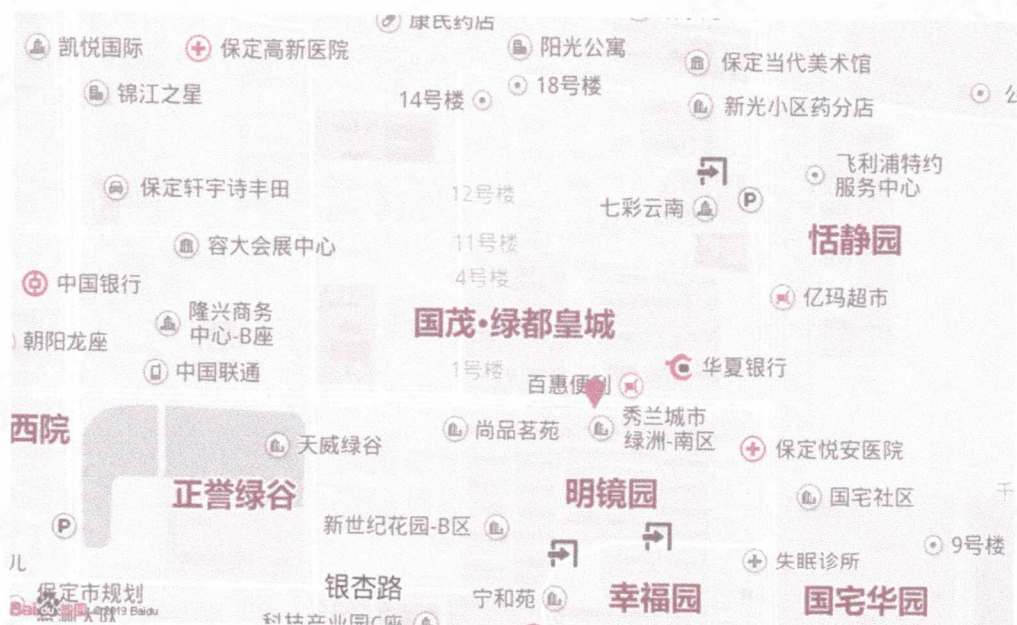 康民药店
凯悦国际
保定高新医院
阳光公寓
保定当代美术馆
锦江之星
14号楼
18号楼
新光小区药分店
飞利浦特约
服务中心
保定轩宇诗丰田
12号楼
七彩云南
P
恬静园
容大会展中心
11号楼
4号楼
中国银行
亿玛超市
隆兴商务
中心-B座
国茂·绿都皇城
朝阳龙座
中国联通
1号楼
华夏银行
百惠便利
西院
尚品茗苑
秀兰城市
绿洲-南区
天威绿谷
保定悦安医院
正誉绿谷
明镜园
国宅社区
P
新世纪花园-B区
9号楼
失眠诊所
儿
银杏路
宁和苑
幸福园
国宅华园
保定市规划
© 2019 Baidu
科技产业园C座